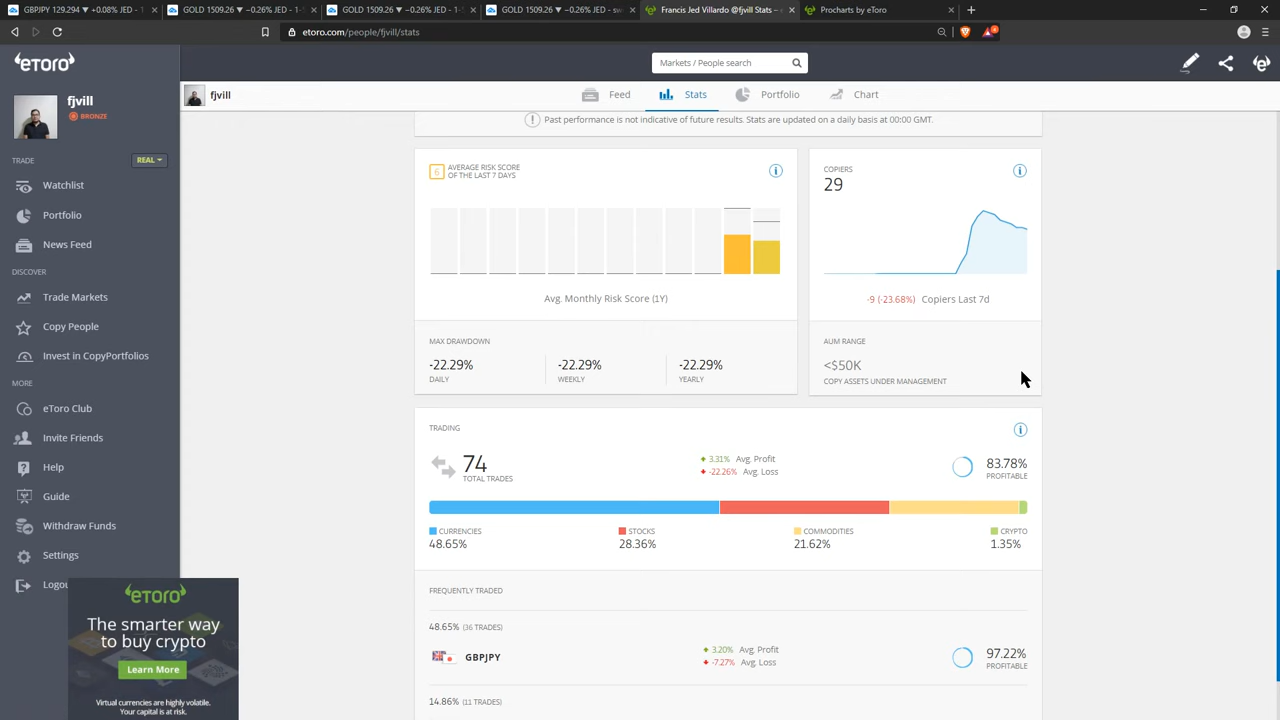 GBPJPY 129.294 ▼ +0.08% JED
GOLD 1509.26 ▼ −0.26% JED - 1-
GOLD 1509.26 ▼ −0.26% JED - 1-
GOLD 1509.26 ▼ −0.26% JED - sw
Francis Jed Villardo @fjvill Stats
Procharts by eToro
etoro.com/people/fjvill/stats
eToro
Markets / People search
fjvill
BRONZE
fjvill
Feed
Stats
Portfolio
Chart
TRADE
REAL
Watchlist
Portfolio
News Feed
DISCOVER
Trade Markets
Copy People
Invest in CopyPortfolios
MORE
eToro Club
Invite Friends
Help
Guide
Withdraw Funds
Settings
eToro
The smarter way
to buy crypto
Learn More
Virtual currencies are highly volatile.
Your capital is at risk.
Past performance is not indicative of future results. Stats are updated on a daily basis at 00:00 GMT.
6
AVERAGE RISK SCORE
OF THE LAST 7 DAYS
Avg. Monthly Risk Score (1Y)
MAX DRAWDOWN
-22.29%
DAILY
-22.29%
WEEKLY
-22.29%
YEARLY
COPIERS
29
-9 (-23.68%) Copiers Last 7d
AUM RANGE
<$50K
COPY ASSETS UNDER MANAGEMENT
TRADING
74
TOTAL TRADES
3.31% Avg. Profit
-22.26% Avg. Loss
83.78%
PROFITABLE
CURRENCIES
48.65%
STOCKS
28.36%
COMMODITIES
21.62%
CRYPTO
1.35%
FREQUENTLY TRADED
48.65% (36 TRADES)
GBPJPY
3.20% Avg. Profit
-7.27% Avg. Loss
97.22%
PROFITABLE
14.86% (11 TRADES)